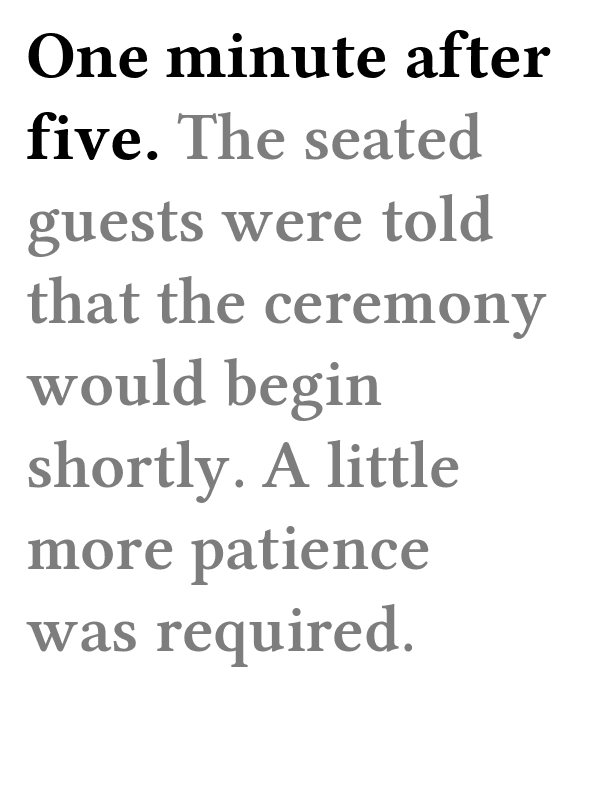 One minute after
five. The seated
guests were told
that the ceremony
would begin
shortly. A little
more patience
was required.